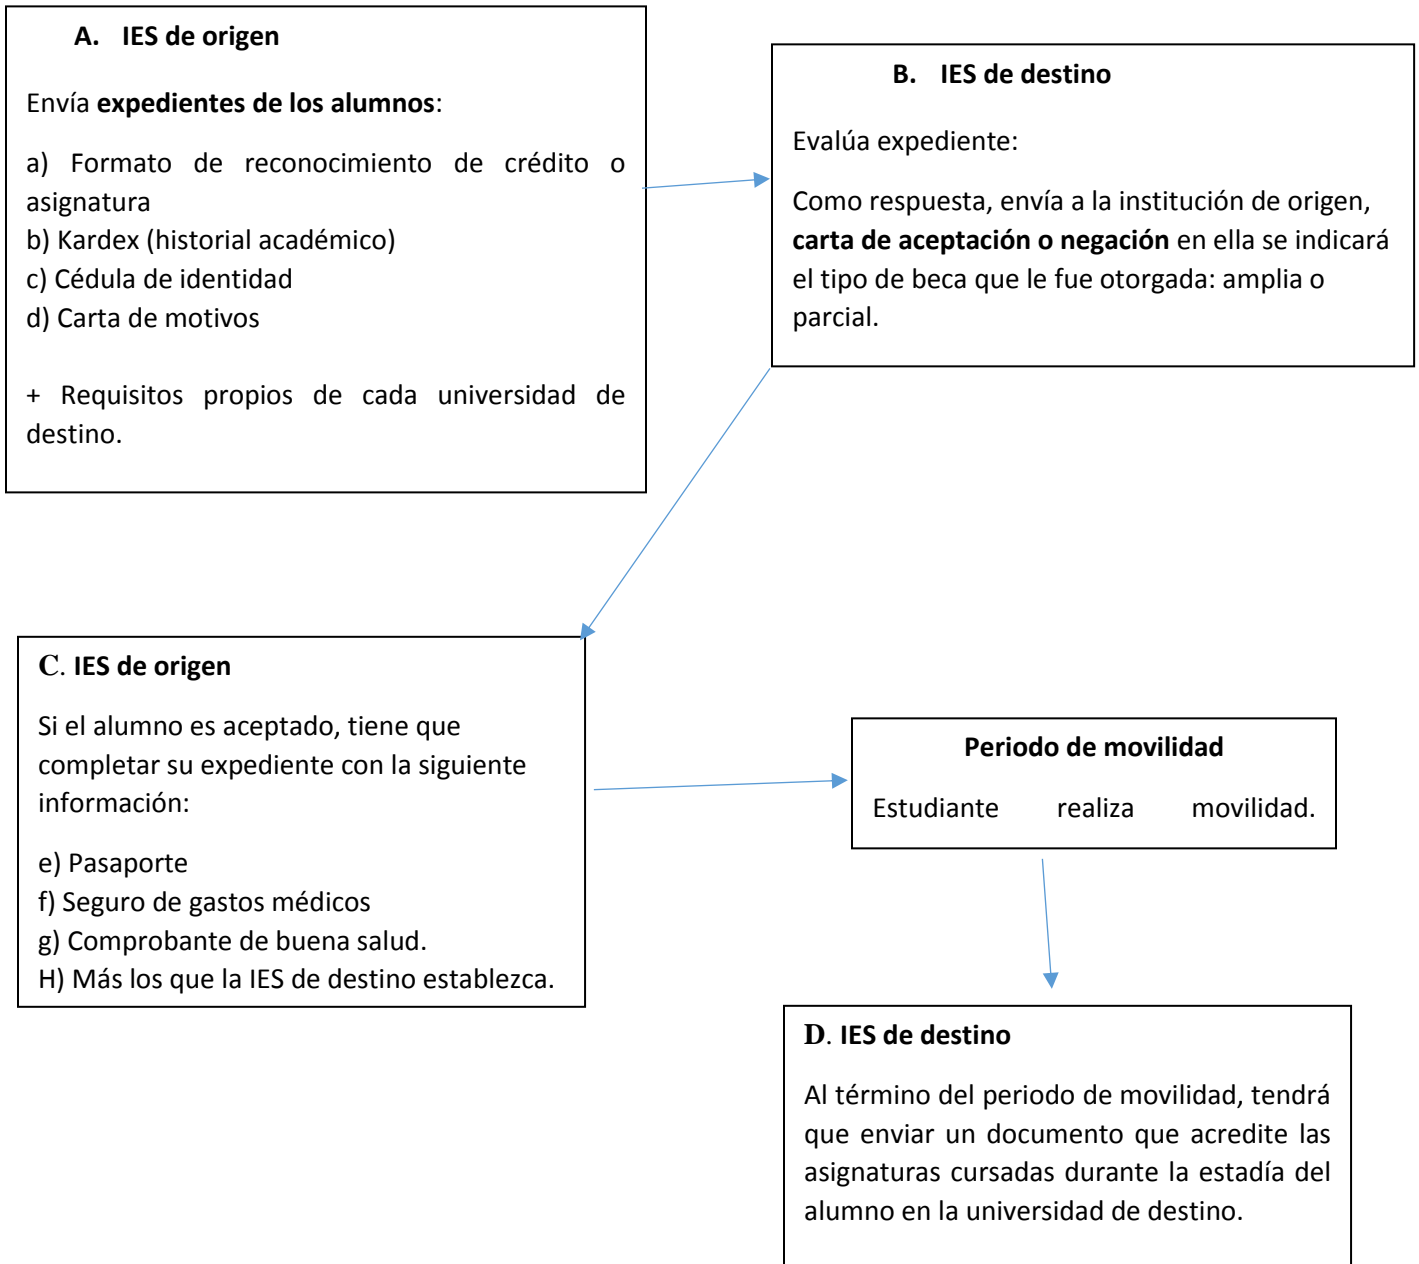 A. IES de origen
Envía expedientes de los alumnos:
a) Formato de reconocimiento de crédito o
asignatura
b) Kardex (historial académico)
c) Cédula de identidad
d) Carta de motivos
+ Requisitos propios de cada universidad de
destino.
B. IES de destino
Evalúa expediente:
Como respuesta, envía a la institución de origen,
carta de aceptación o negación en ella se indicará
el tipo de beca que le fue otorgada: amplia o
parcial.
C. IES de origen
Si el alumno es aceptado, tiene que
completar su expediente con la siguiente
información:
e) Pasaporte
f) Seguro de gastos médicos
g) Comprobante de buena salud.
H) Más los que la IES de destino establezca.
Periodo de movilidad
Estudiante realiza movilidad.
D. IES de destino
Al término del periodo de movilidad, tendrá
que enviar un documento que acredite las
asignaturas cursadas durante la estadía del
alumno en la universidad de destino.